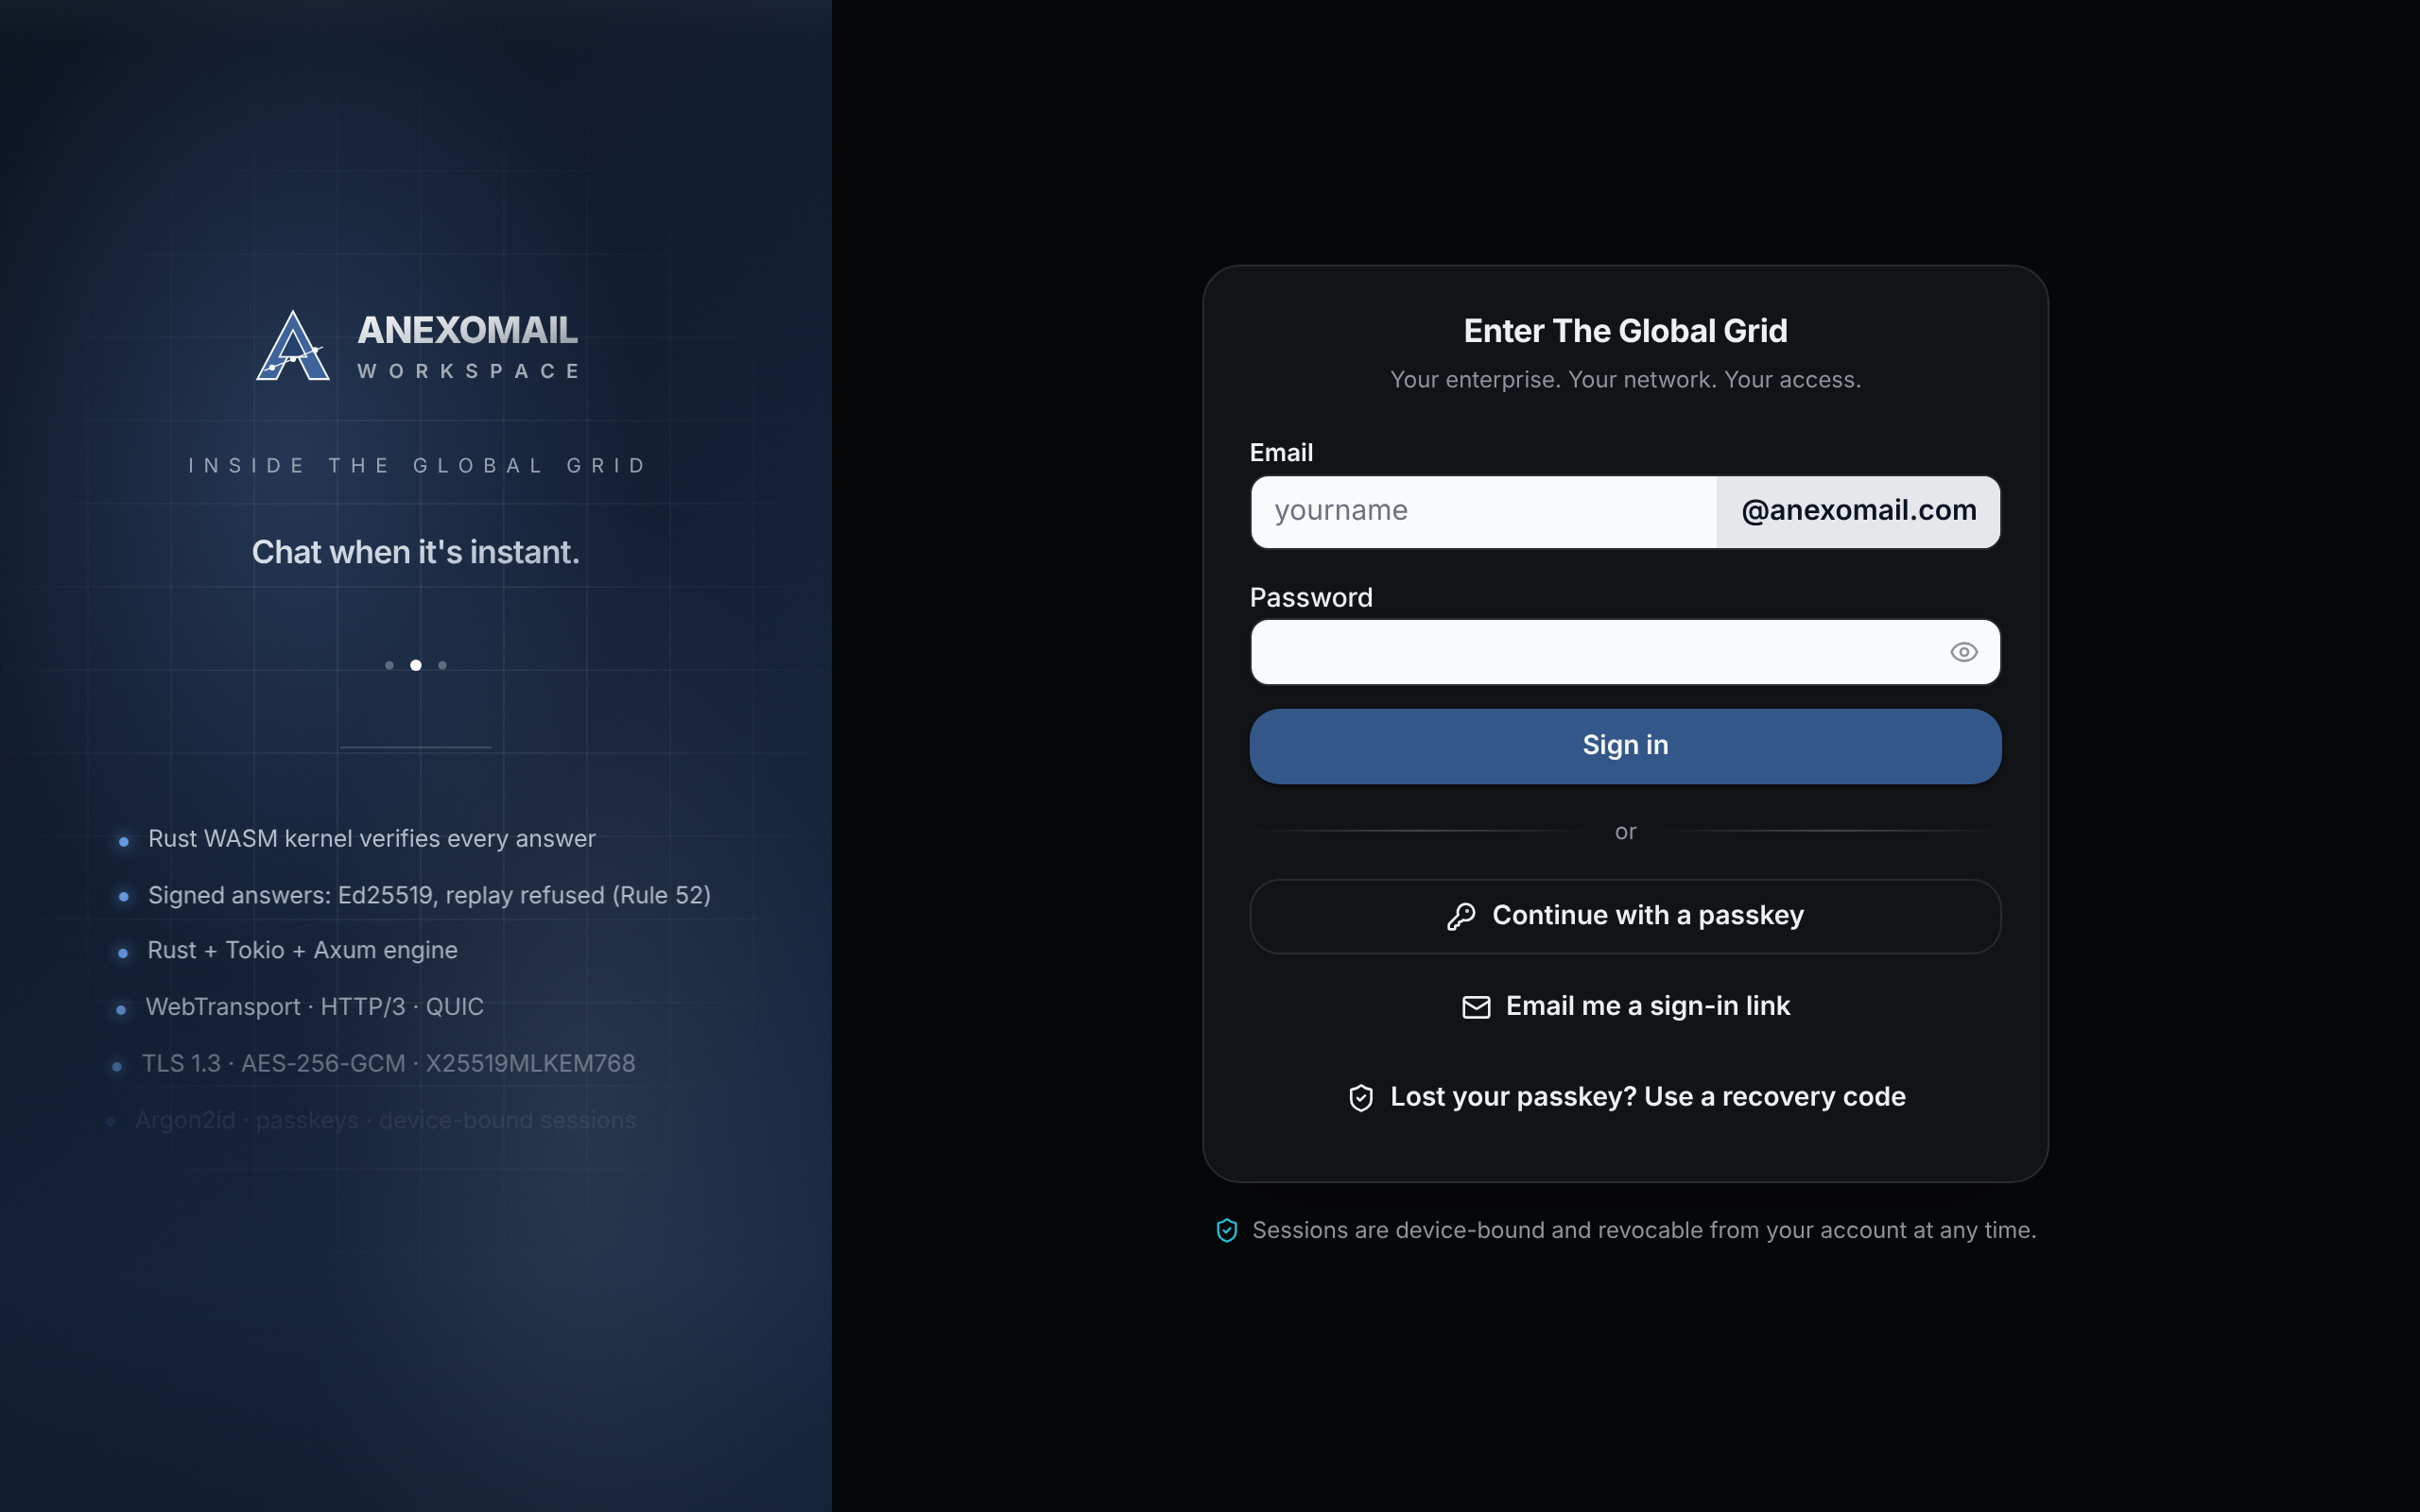 ANEXOMAIL
WORKSPACE
INSIDE THE GLOBAL GRID
Chat when it's instant.
Rust WASM kernel verifies every answer
Signed answers: Ed25519, replay refused (Rule 52)
Rust + Tokio + Axum engine
WebTransport · HTTP/3 · QUIC
TLS 1.3 · AES-256-GCM · X25519MLKEM768
Argon2id · passkeys · device-bound sessions
Enter The Global Grid
Your enterprise. Your network. Your access.
Email
yourname @anexomail.com
Password
Sign in
or
Continue with a passkey
Email me a sign-in link
Lost your passkey? Use a recovery code
Sessions are device-bound and revocable from your account at any time.